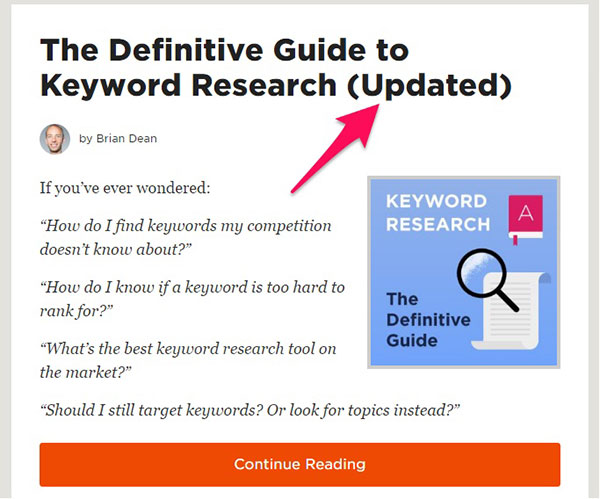 The Definitive Guide to
Keyword Research (Updated)
by Brian Dean
If you’ve ever wondered:
“How do I find keywords my competition
doesn’t know about?”
“How do I know if a keyword is too hard to
rank for?”
“What’s the best keyword research tool on
the market?”
“Should I still target keywords? Or look for topics instead?”
KEYWORD
RESEARCH
A
The
Definitive
Guide
Continue Reading